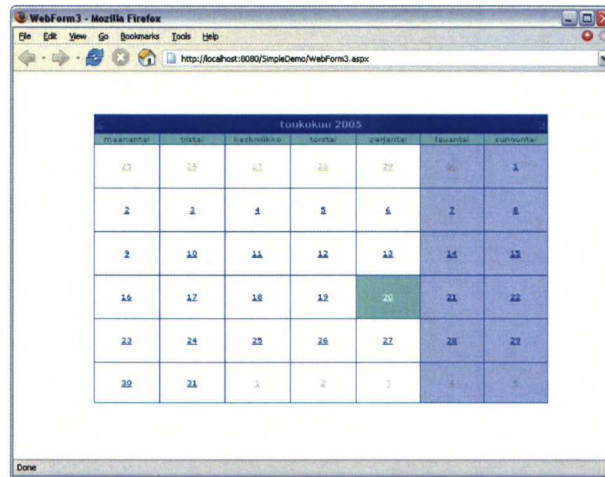 WebForm3 - Mozilla Firefox
File Edit View Go Bookmarks Tools Help
http://localhost:8080/SimpleDemo/WebForm3.aspx
toukokuu 2005
maanantai tiistai keskiviikko torstai perjantai lauantai sunnuntai
25 26 27 28 29 30 1
2 3 4 5 6 7 8
9 10 11 12 13 14 15
16 17 18 19 20 21 22
23 24 25 26 27 28 29
30 31 1 2 3 4 5
Done